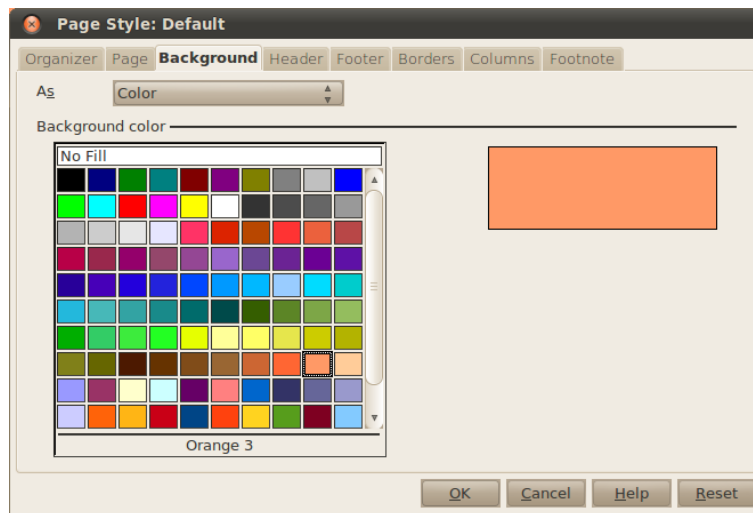 Page Style: Default
Organizer Page Background Header Footer Borders Columns Footnote
As Color
Background color
No Fill
Orange 3
OK Cancel Help Reset